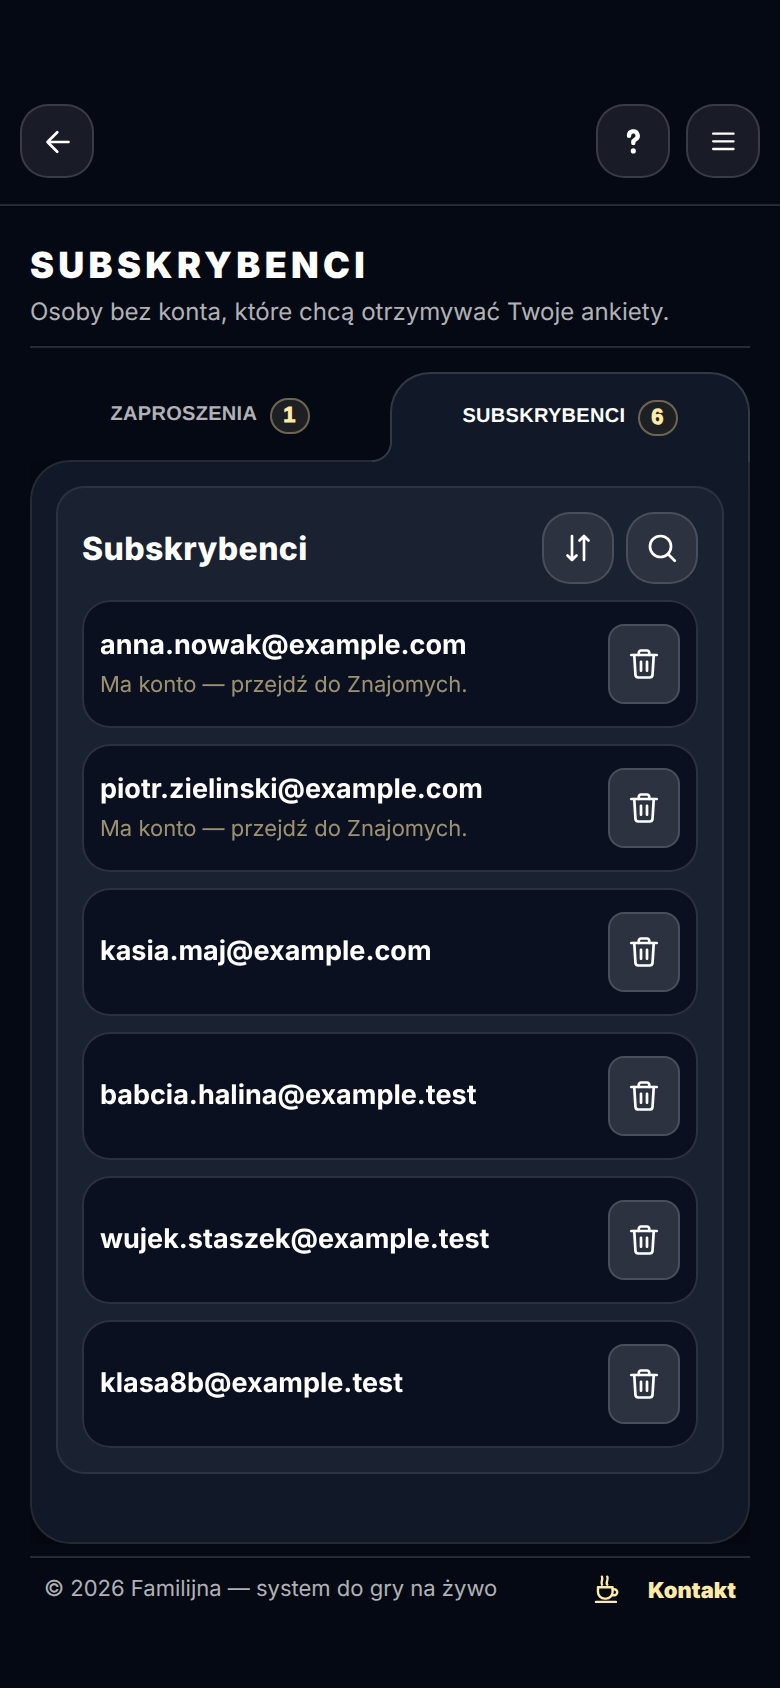 ?
SUBSKRYBENCI
Osoby bez konta, które chcą otrzymywać Twoje ankiety.
ZAPROSZENIA 1
SUBSKRYBENCI 6
Subskrybenci
anna.nowak@example.com
Ma konto — przejdź do Znajomych.
piotr.zielinski@example.com
Ma konto — przejdź do Znajomych.
kasia.maj@example.com
babcia.halina@example.test
wujek.staszek@example.test
klasa8b@example.test
© 2026 Familijna — system do gry na żywo
Kontakt